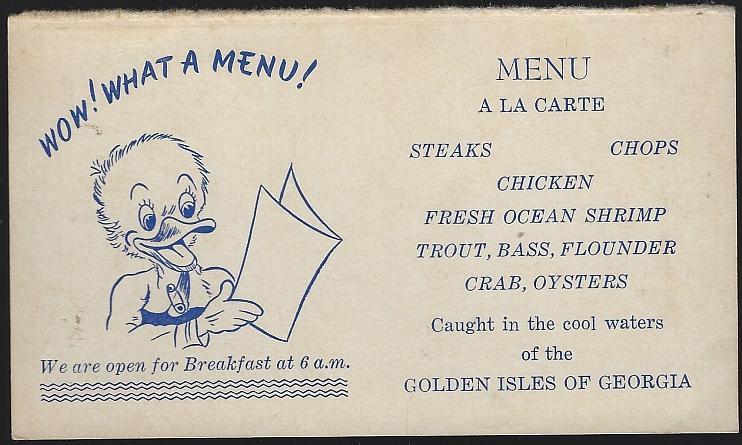 WOW! WHAT A MENU!
We are open for Breakfast at 6 a.m.
MENU
A LA CARTE
STEAKS CHOPS
CHICKEN
FRESH OCEAN SHRIMP
TROUT, BASS, FLOUNDER
CRAB, OYSTERS
Caught in the cool waters
of the
GOLDEN ISLES OF GEORGIA